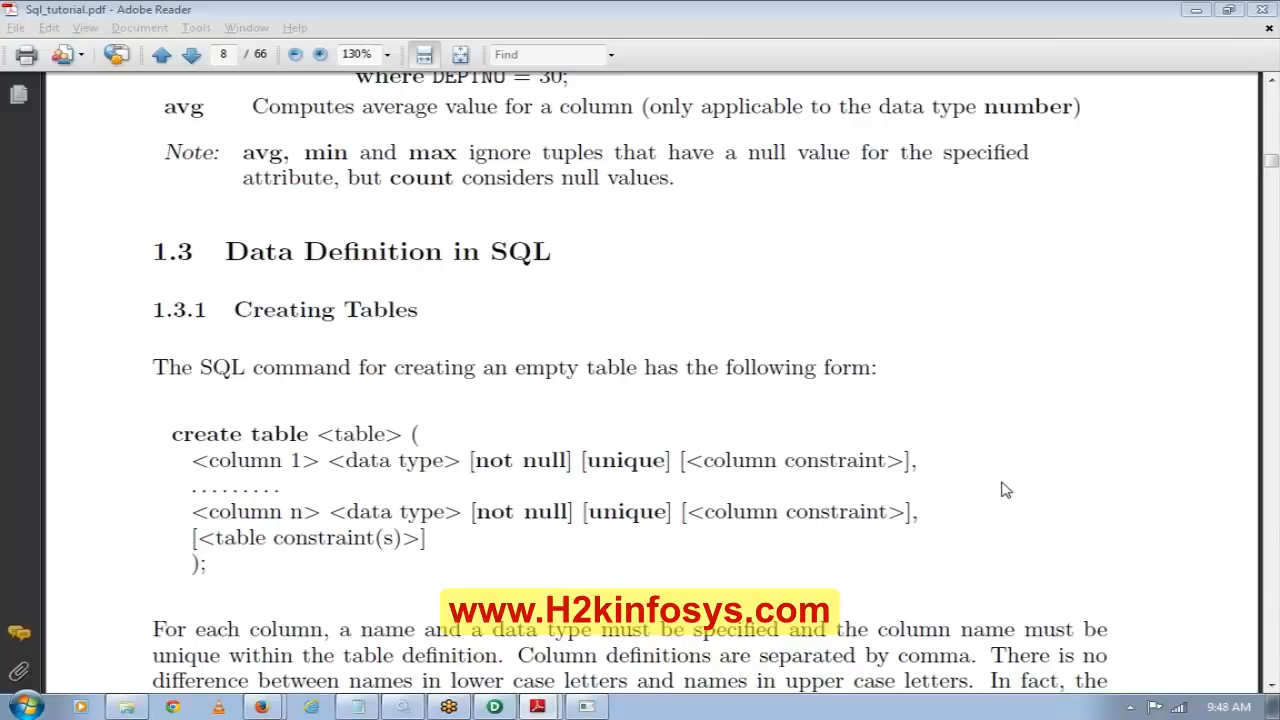 Sql_tutorial.pdf - Adobe Reader
File Edit View Document Tools Window Help
8 / 66 130% Find
where DEPTNO = 30;
avg Computes average value for a column (only applicable to the data type number)
Note: avg, min and max ignore tuples that have a null value for the specified
attribute, but count considers null values.
1.3 Data Definition in SQL
1.3.1 Creating Tables
The SQL command for creating an empty table has the following form:
create table <table> (
<column 1> <data type> [not null] [unique] [<column constraint>],
. . . . . . . . .
<column n> <data type> [not null] [unique] [<column constraint>],
[<table constraint(s)>]
);
www.H2kinfosys.com
For each column, a name and a data type must be specified and the column name must be
unique within the table definition. Column definitions are separated by comma. There is no
difference between names in lower case letters and names in upper case letters. In fact, the
9:48 AM